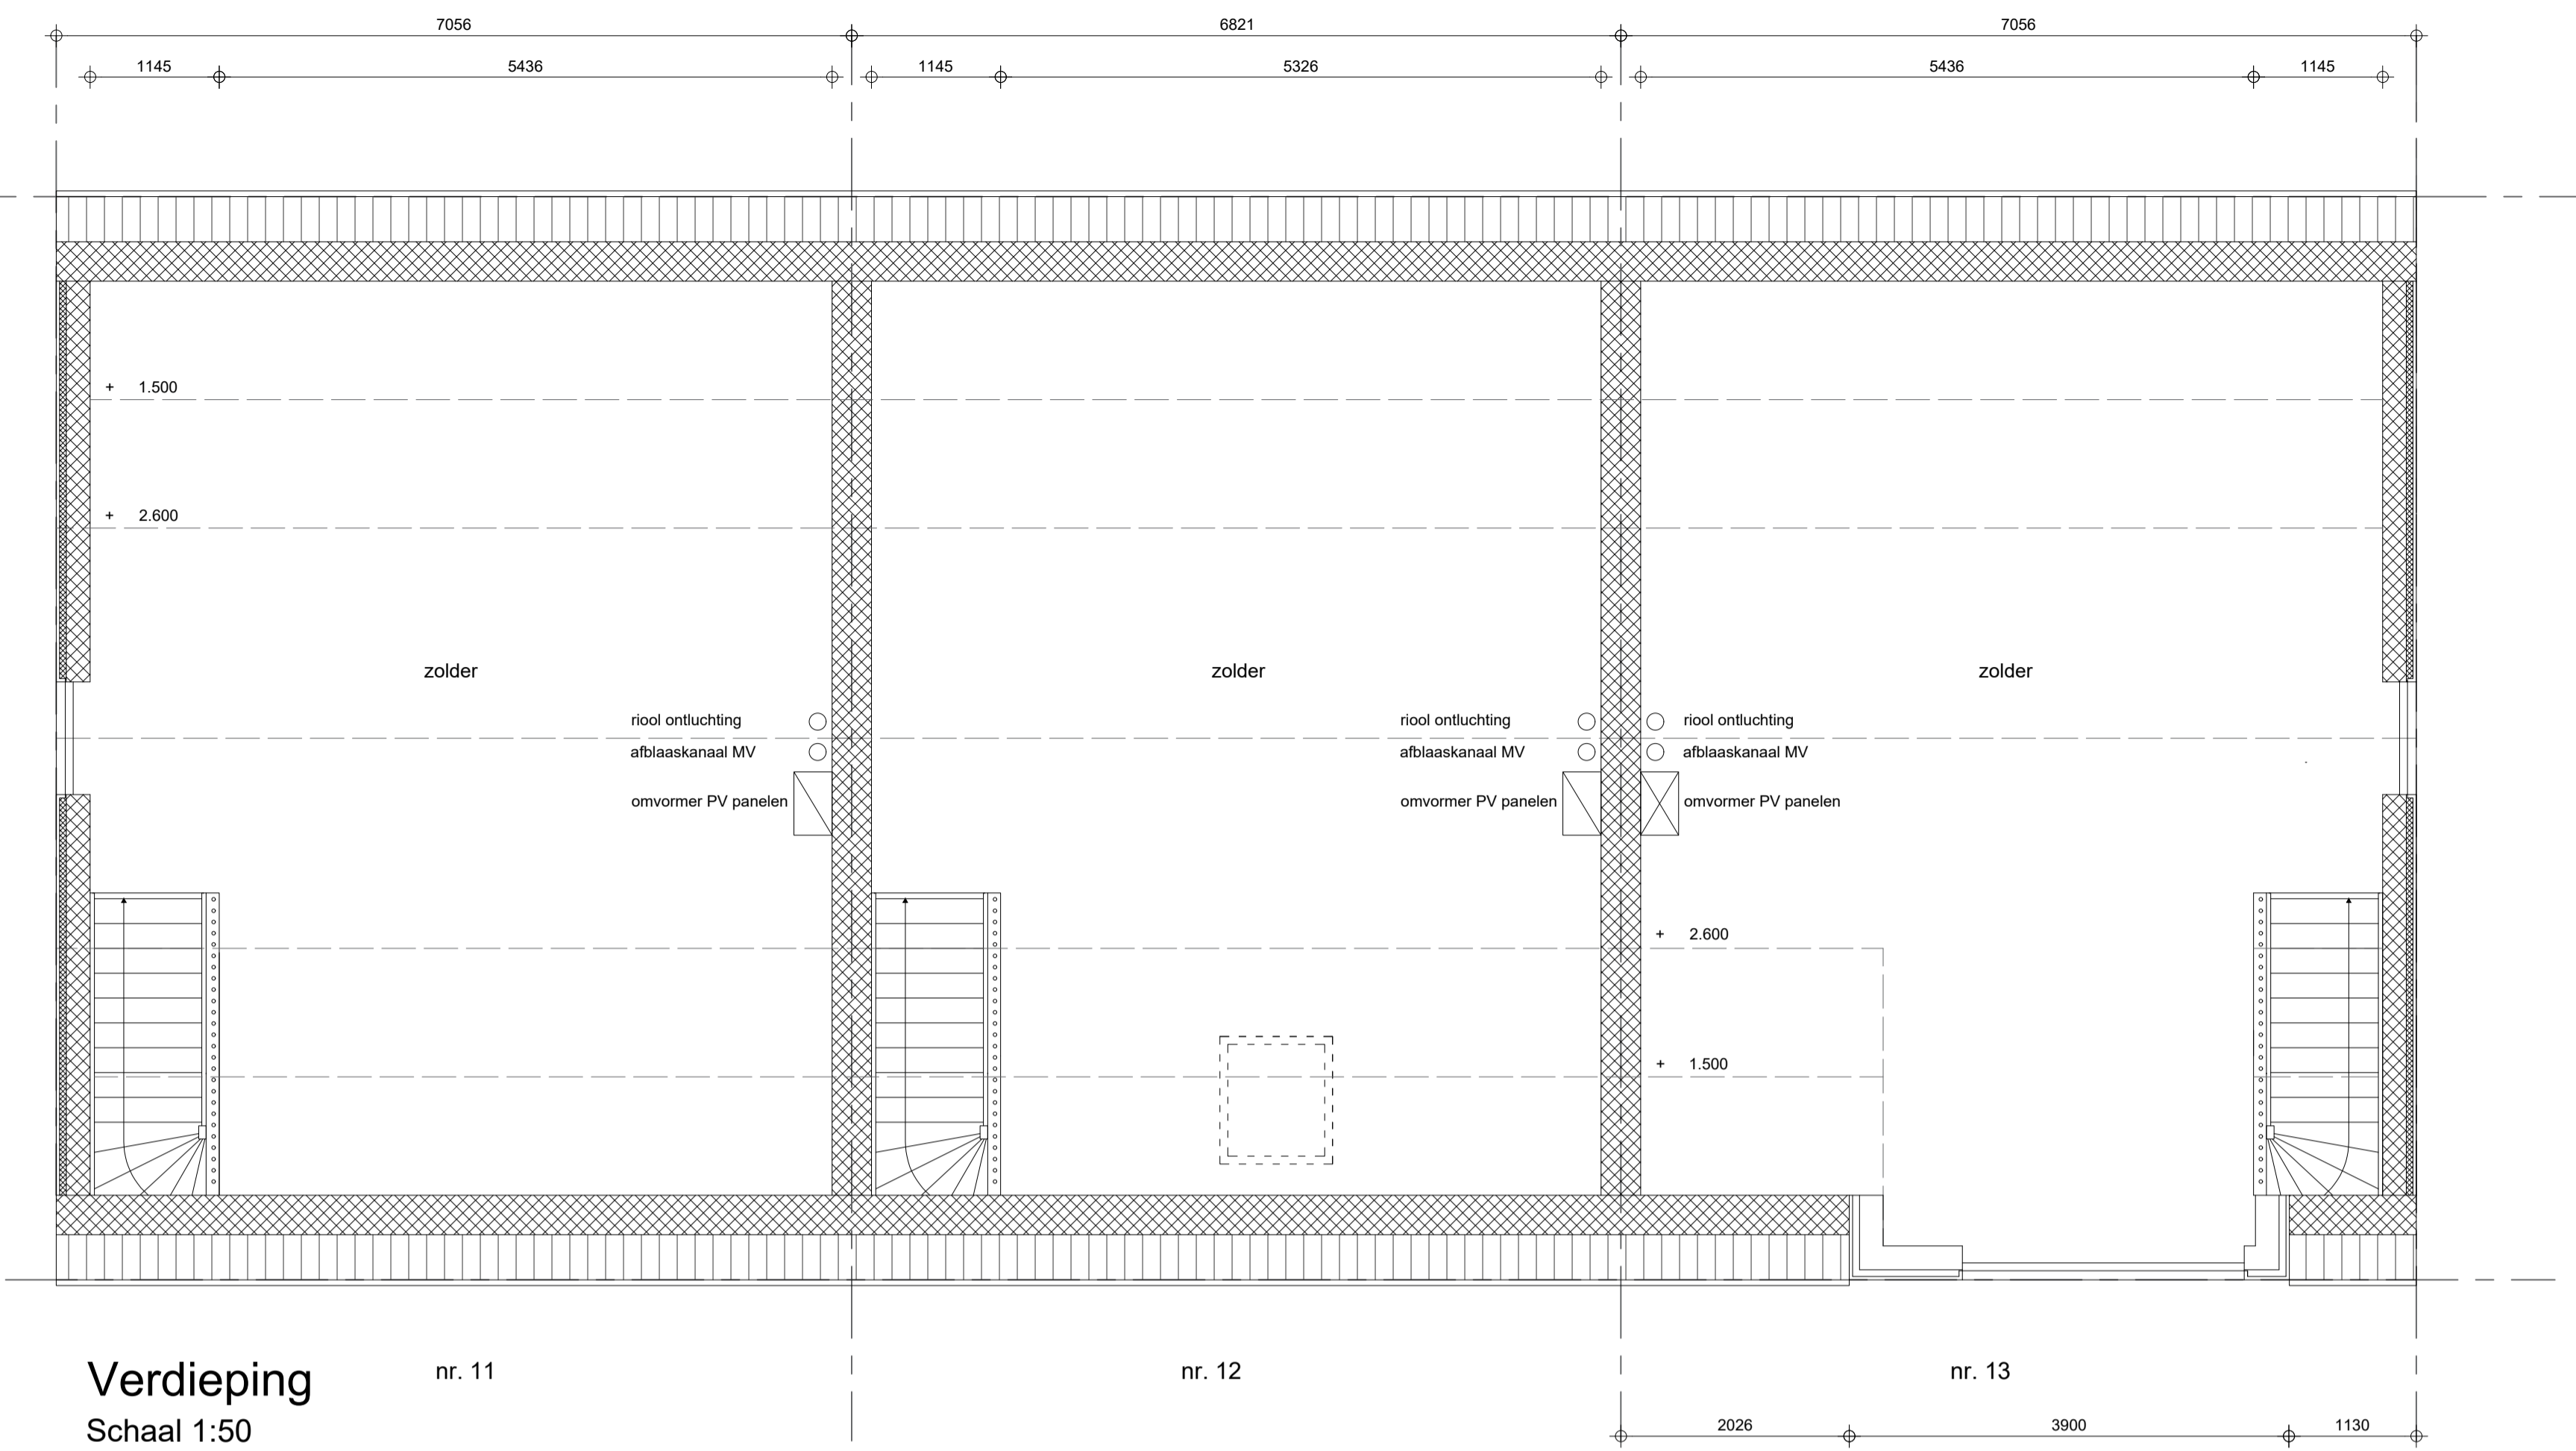 7056 6821 7056
1145 5436 1145 5326 5436 1145
+ 1.500
+ 2.600
zolder zolder zolder
riool ontluchting riool ontluchting riool ontluchting
afblaaskanaal MV afblaaskanaal MV afblaaskanaal MV
omvormer PV panelen omvormer PV panelen omvormer PV panelen
+ 2.600
+ 1.500
Verdieping nr. 11 nr. 12 nr. 13
Schaal 1:50 2026 3900 1130